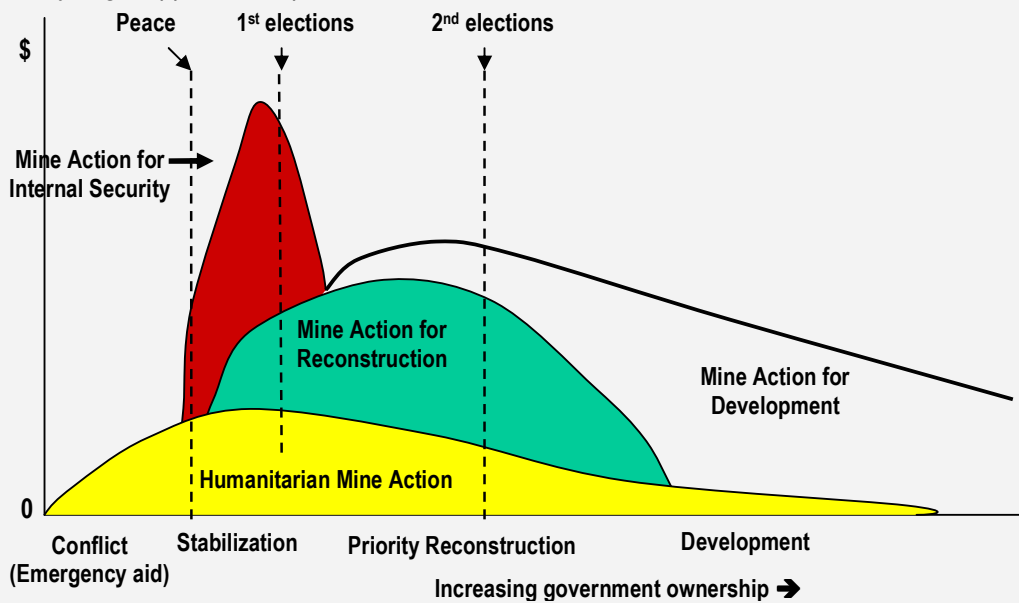 Peace
1st elections
2nd elections
$
Mine Action for
Internal Security
Mine Action for
Reconstruction
Mine Action for
Development
Humanitarian Mine Action
0
Conflict
(Emergency aid)
Stabilization
Priority Reconstruction
Development
Increasing government ownership ➔